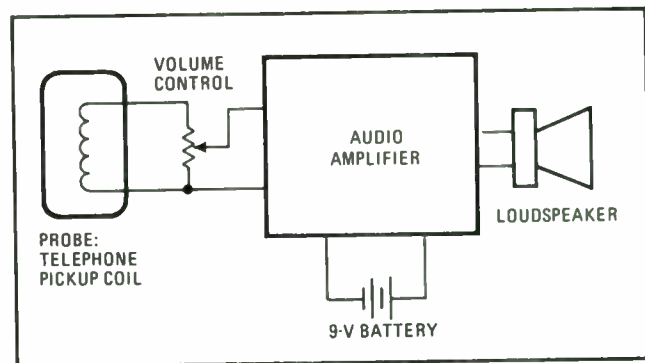 VOLUME
CONTROL
AUDIO
AMPLIFIER
LOUDSPEAKER
PROBE:
TELEPHONE
PICKUP COIL
9-V BATTERY